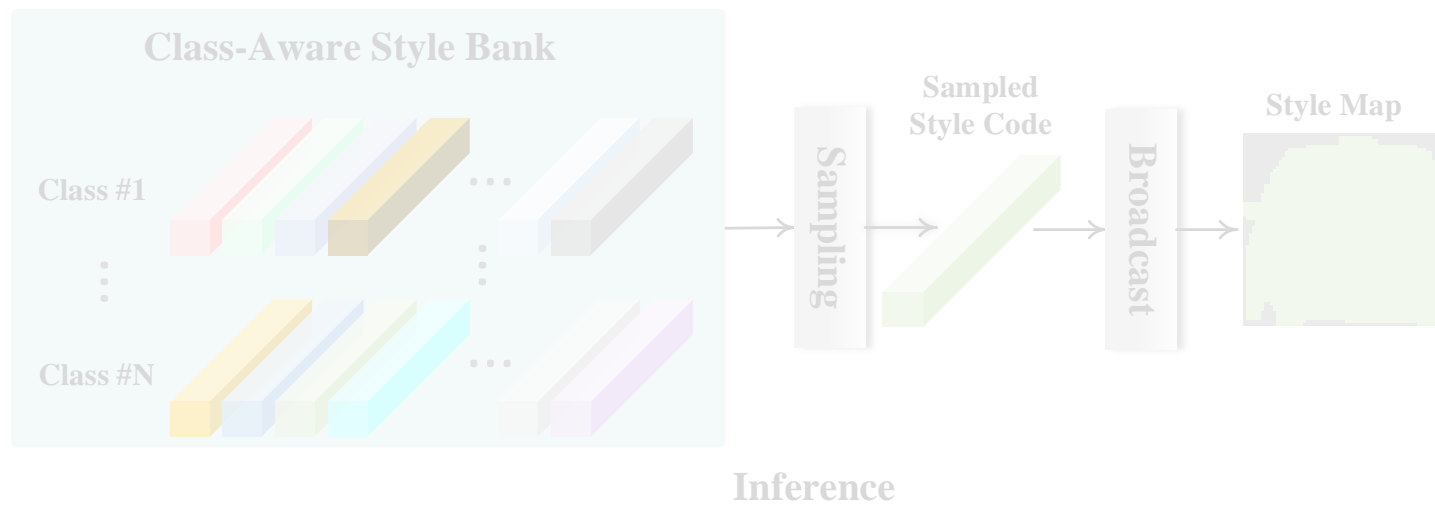 Class-Aware Style Bank
Sampled
Style Code
Style Map
Class #1
Sampling
Broadcast
Class #N
Inference